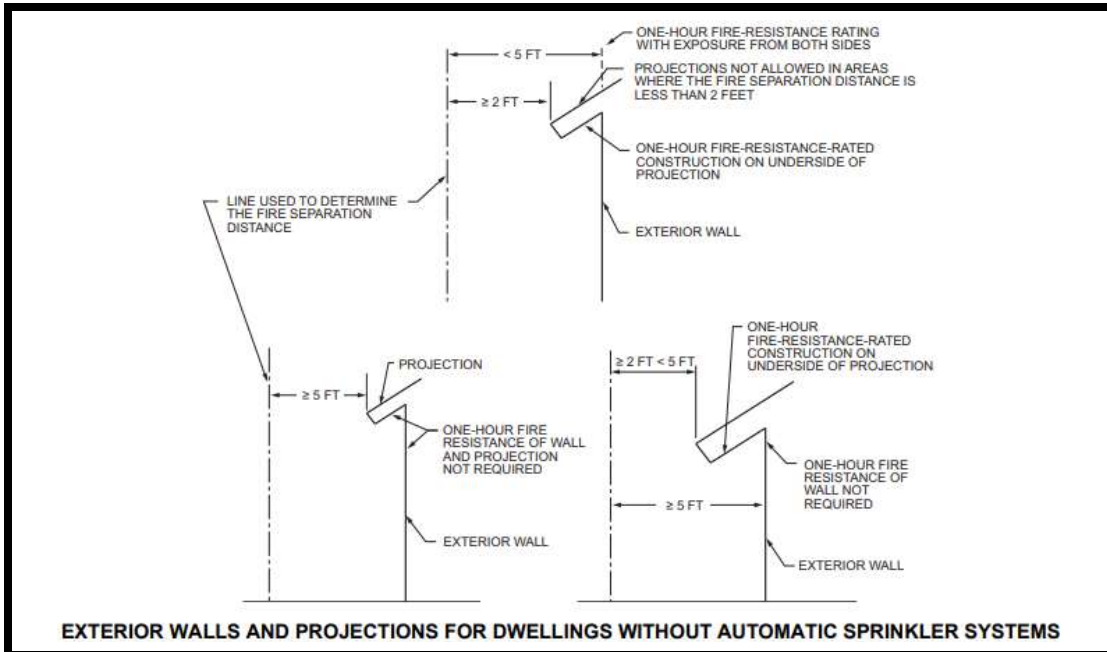 ONE-HOUR FIRE-RESISTANCE RATING
WITH EXPOSURE FROM BOTH SIDES
< 5 FT
PROJECTIONS NOT ALLOWED IN AREAS
WHERE THE FIRE SEPARATION DISTANCE IS
LESS THAN 2 FEET
≥ 2 FT
ONE-HOUR FIRE-RESISTANCE-RATED
CONSTRUCTION ON UNDERSIDE OF
PROJECTION
LINE USED TO DETERMINE
THE FIRE SEPARATION
DISTANCE
EXTERIOR WALL
PROJECTION
≥ 5 FT
ONE-HOUR FIRE
RESISTANCE OF WALL
AND PROJECTION
NOT REQUIRED
EXTERIOR WALL
ONE-HOUR
FIRE-RESISTANCE-RATED
CONSTRUCTION ON
UNDERSIDE OF PROJECTION
≥ 2 FT < 5 FT
ONE-HOUR FIRE
RESISTANCE OF
WALL NOT
REQUIRED
≥ 5 FT
EXTERIOR WALL
EXTERIOR WALLS AND PROJECTIONS FOR DWELLINGS WITHOUT AUTOMATIC SPRINKLER SYSTEMS